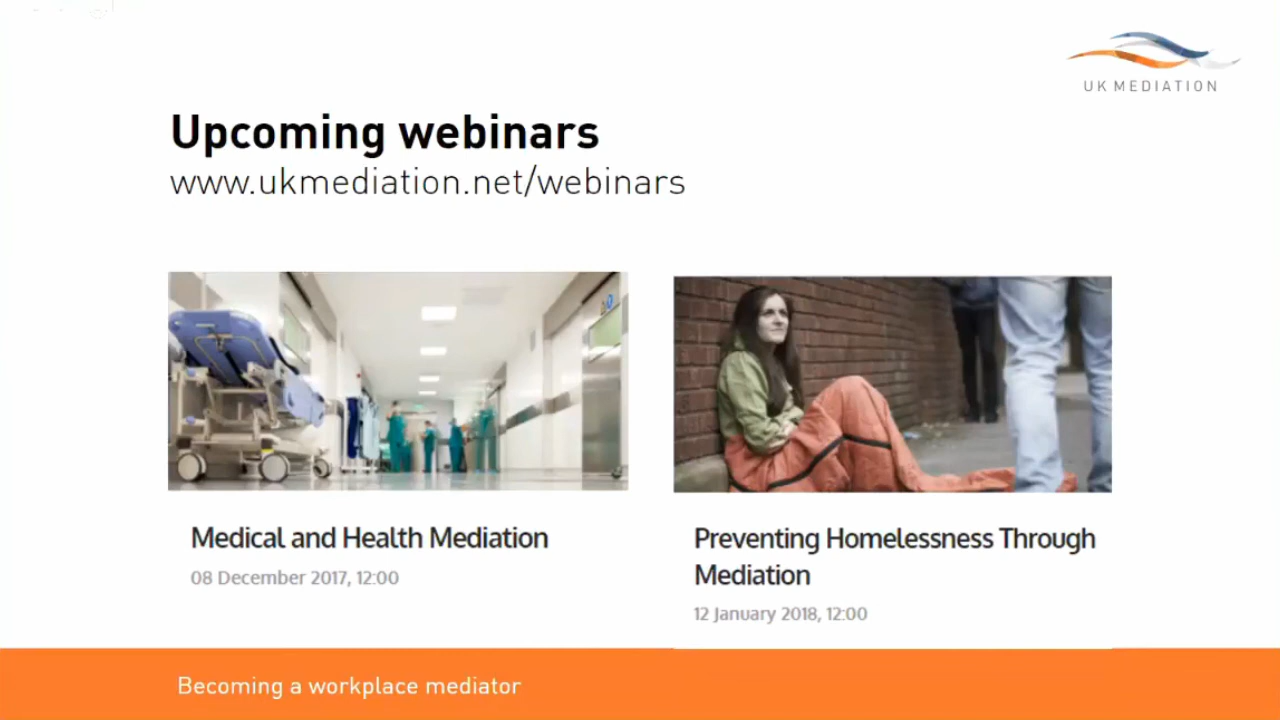 UK MEDIATION
Upcoming webinars
www.ukmediation.net/webinars
Medical and Health Mediation
08 December 2017, 12:00
Preventing Homelessness Through
Mediation
12 January 2018, 12:00
Becoming a workplace mediator